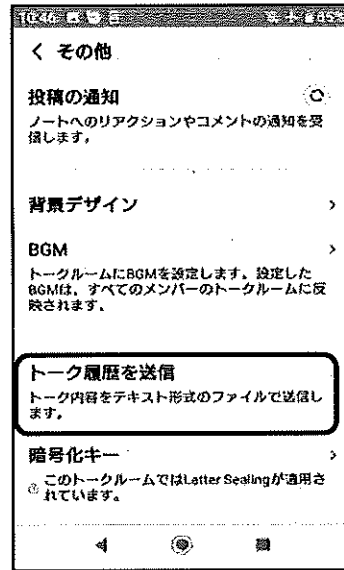 10:46
く その他
投稿の通知
ノートへのリアクションやコメントの通知を受
信します。
背景デザイン
BGM
トークルームにBGMを設定します。設定した
BGMは、すべてのメンバーのトークルームに反
映されます。
トーク履歴を送信
トーク内容をテキスト形式のファイルで送信し
ます。
暗号化キー
このトークルームではLetter Sealingが適用さ
れています。